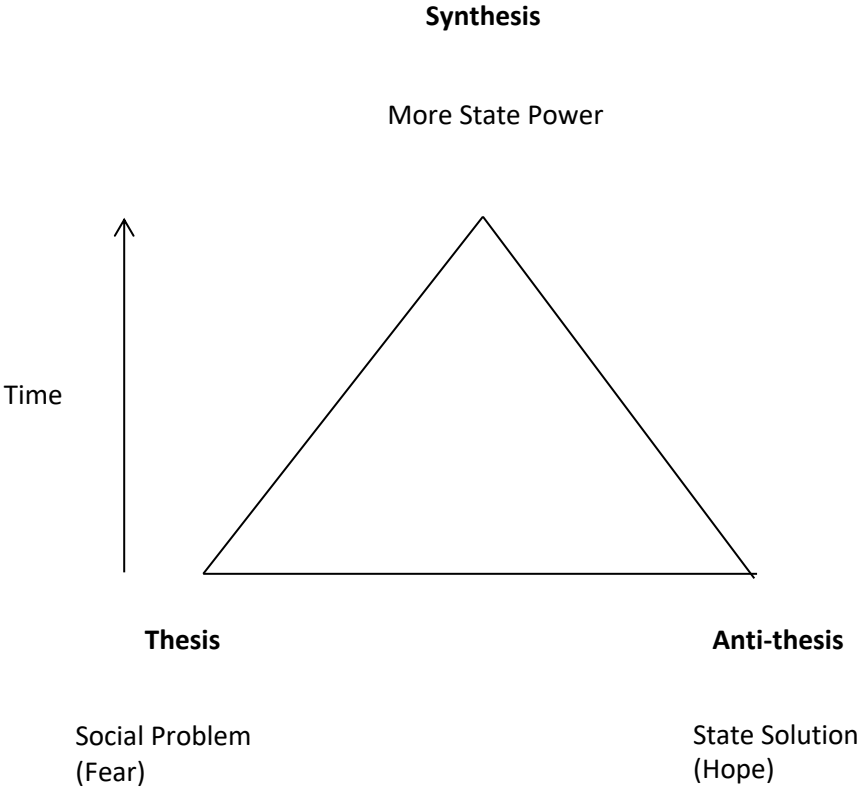 Synthesis
More State Power
Time
Thesis
Anti-thesis
Social Problem
(Fear)
State Solution
(Hope)